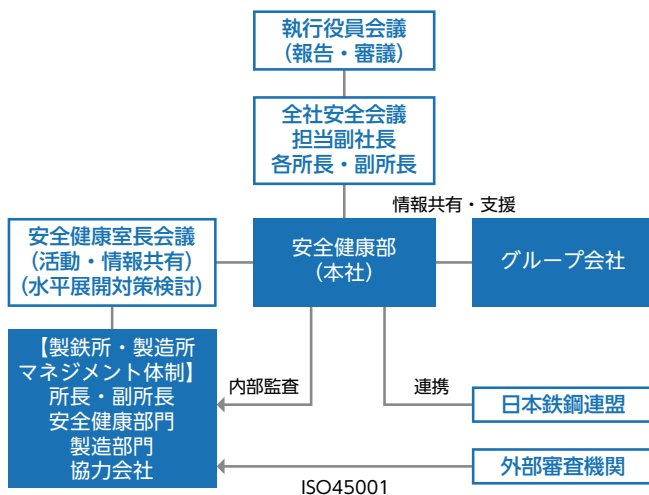 執行役員会議
(報告・審議)
全社安全会議
担当副社長
各所長・副所長
情報共有・支援
安全健康室長会議
(活動・情報共有)
(水平展開対策検討)
安全健康部
(本社)
グループ会社
【製鉄所・製造所
マネジメント体制】
所長・副所長
安全健康部門
製造部門
協力会社
内部監査
連携
日本鉄鋼連盟
外部審査機関
ISO45001